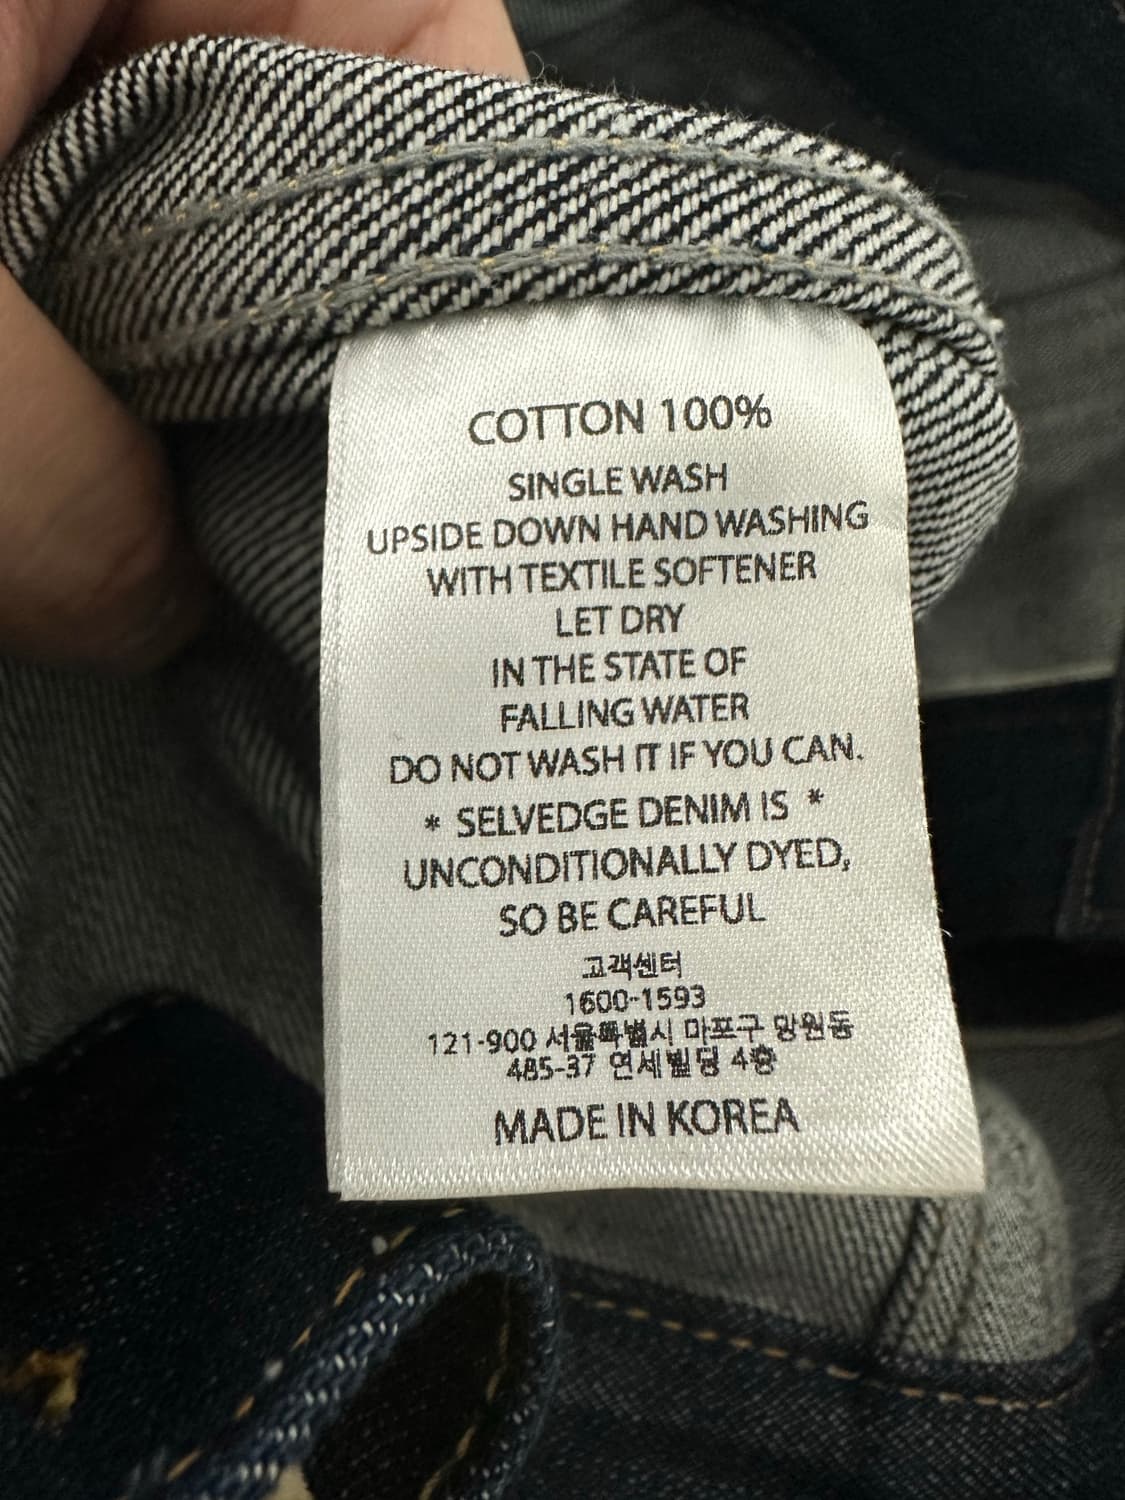 COTTON 100%
SINGLE WASH
UPSIDE DOWN HAND WASHING
WITH TEXTILE SOFTENER
LET DRY
IN THE STATE OF
FALLING WATER
DO NOT WASH IT IF YOU CAN.
* SELVEDGE DENIM IS *
UNCONDITIONALLY DYED,
SO BE CAREFUL
고객센터
1600-1593
121-900 서울특별시 마포구 망원동
485-37 연세빌딩 4층
MADE IN KOREA